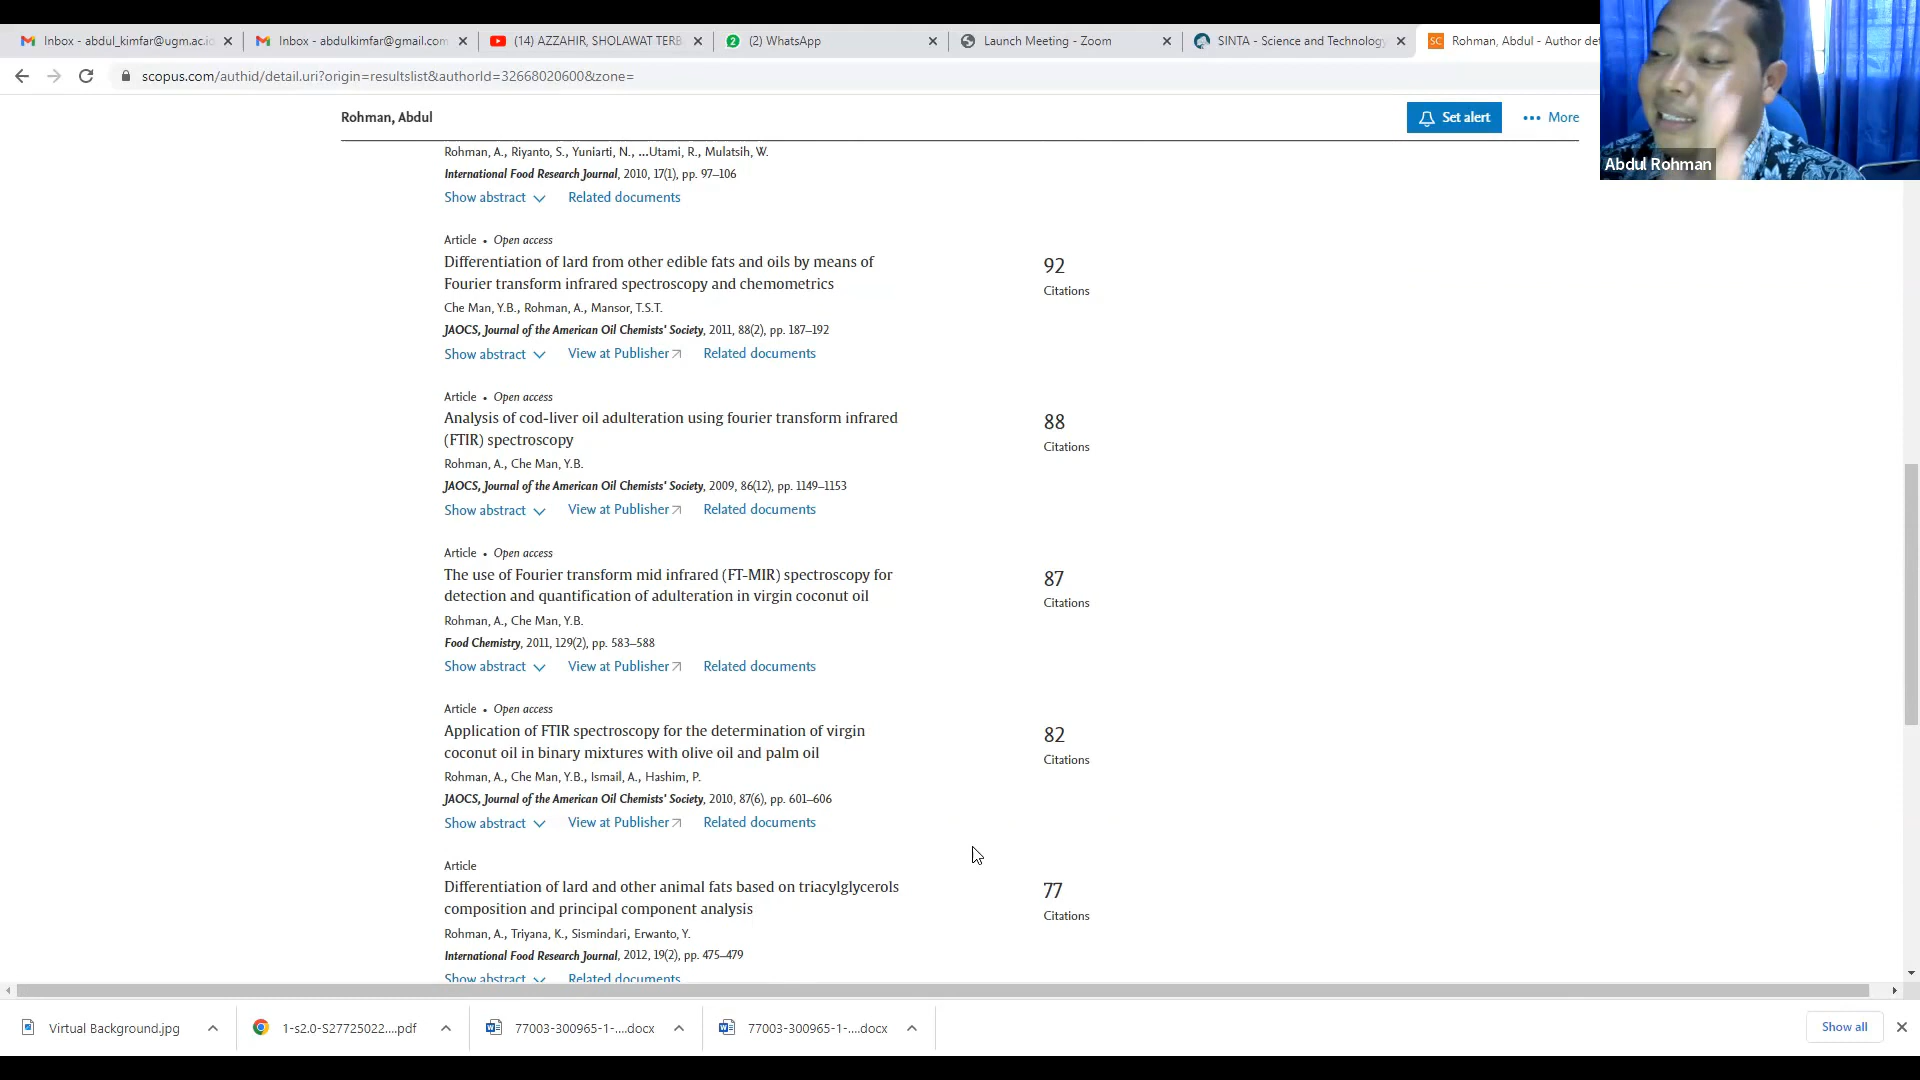 Inbox - abdul_kimfar@ugm.ac.i
Inbox - abdulkimfar@gmail.com
(14) AZZAHIR, SHOLAWAT TERB
(2) WhatsApp
Launch Meeting - Zoom
SINTA - Science and Technology
SC Rohman, Abdul - Author det
scopus.com/authid/detail.uri?origin=resultslist&authorId=32668020600&zone=
Abdul Rohman
Rohman, Abdul
Set alert
More
Rohman, A., Riyanto, S., Yuniarti, N., ...Utami, R., Mulatsih, W.
International Food Research Journal, 2010, 17(1), pp. 97–106
Show abstract Related documents
Article • Open access
Differentiation of lard from other edible fats and oils by means of
Fourier transform infrared spectroscopy and chemometrics
92
Citations
Che Man, Y.B., Rohman, A., Mansor, T.S.T.
JAOCS, Journal of the American Oil Chemists' Society, 2011, 88(2), pp. 187–192
Show abstract View at Publisher Related documents
Article • Open access
Analysis of cod-liver oil adulteration using fourier transform infrared
(FTIR) spectroscopy
88
Citations
Rohman, A., Che Man, Y.B.
JAOCS, Journal of the American Oil Chemists' Society, 2009, 86(12), pp. 1149–1153
Show abstract View at Publisher Related documents
Article • Open access
The use of Fourier transform mid infrared (FT-MIR) spectroscopy for
detection and quantification of adulteration in virgin coconut oil
87
Citations
Rohman, A., Che Man, Y.B.
Food Chemistry, 2011, 129(2), pp. 583–588
Show abstract View at Publisher Related documents
Article • Open access
Application of FTIR spectroscopy for the determination of virgin
coconut oil in binary mixtures with olive oil and palm oil
82
Citations
Rohman, A., Che Man, Y.B., Ismail, A., Hashim, P.
JAOCS, Journal of the American Oil Chemists' Society, 2010, 87(6), pp. 601–606
Show abstract View at Publisher Related documents
Article
Differentiation of lard and other animal fats based on triacylglycerols
composition and principal component analysis
77
Citations
Rohman, A., Triyana, K., Sismindari, Erwanto, Y.
International Food Research Journal, 2012, 19(2), pp. 475–479
Show abstract Related documents
Virtual Background.jpg
1-s2.0-S27725022....pdf
77003-300965-1-....docx
77003-300965-1-....docx
Show all